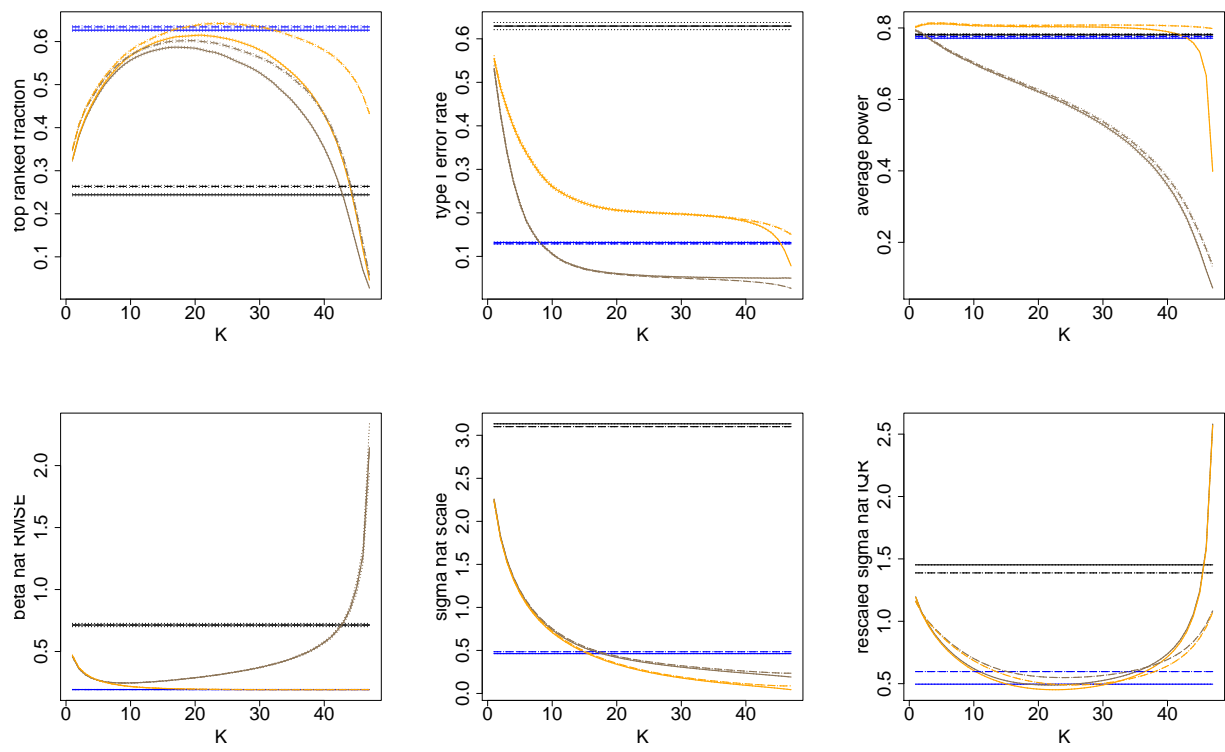 top ranked fraction
0.1 0.2 0.3 0.4 0.5 0.6
0 10 20 30 40
K
type I error rate
0.1 0.2 0.3 0.4 0.5 0.6
0 10 20 30 40
K
average power
0.2 0.4 0.6 0.8
0 10 20 30 40
K
beta hat RMSE
0.5 1.0 1.5 2.0
0 10 20 30 40
K
sigma hat scale
0.0 0.5 1.0 1.5 2.0 2.5 3.0
0 10 20 30 40
K
rescaled sigma hat IQR
0.5 1.0 1.5 2.0 2.5
0 10 20 30 40
K